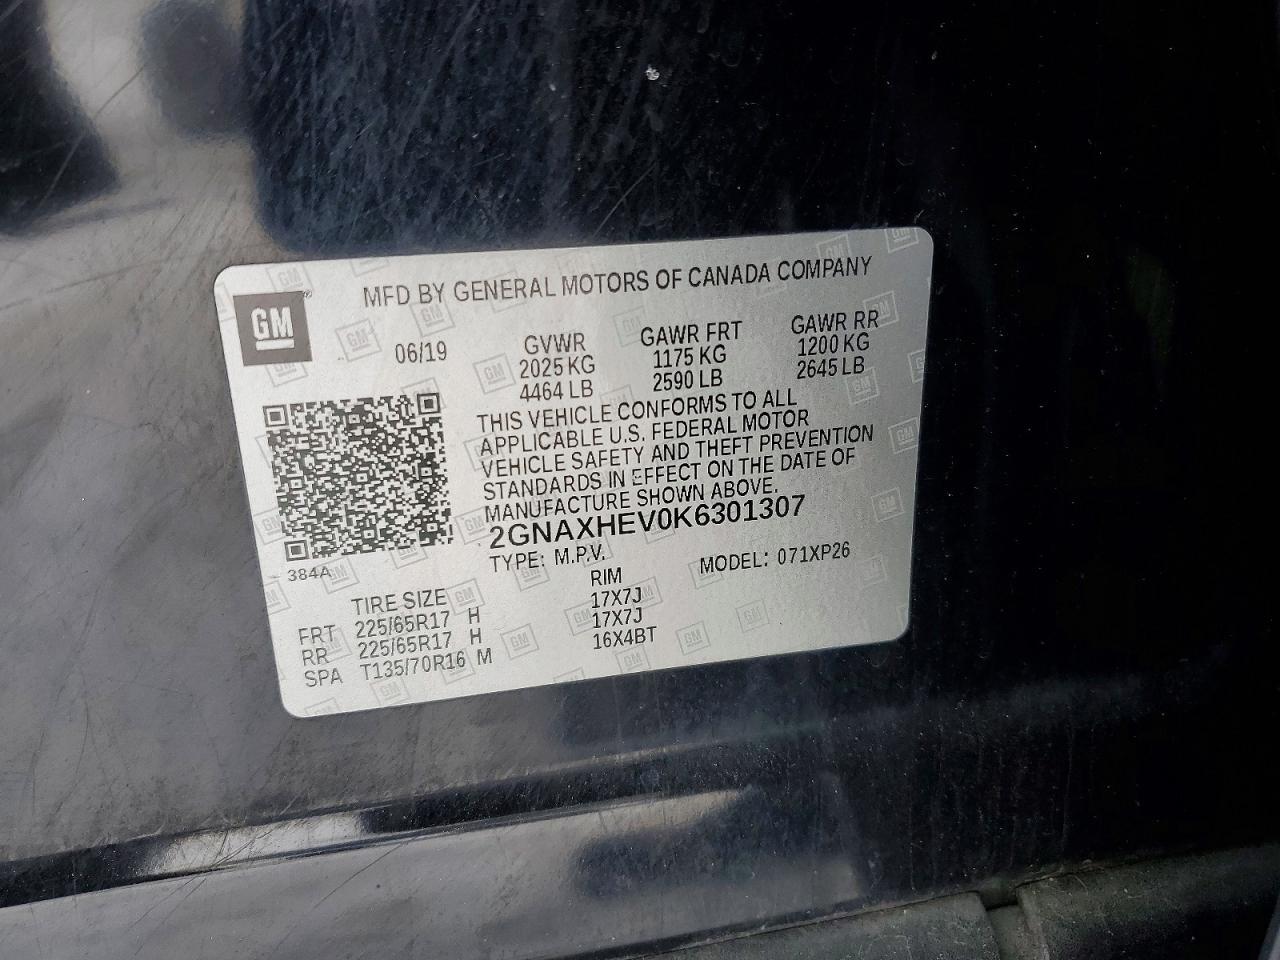 MFD BY GENERAL MOTORS OF CANADA COMPANY
GM®
06/19
GVWR GAWR FRT GAWR RR
2025 KG 1175 KG 1200 KG
4464 LB 2590 LB 2645 LB
THIS VEHICLE CONFORMS TO ALL
APPLICABLE U.S. FEDERAL MOTOR
VEHICLE SAFETY AND THEFT PREVENTION
STANDARDS IN EFFECT ON THE DATE OF
MANUFACTURE SHOWN ABOVE.
2GNAXHEV0K6301307
TYPE: M.P.V. MODEL: 071XP26
384A
TIRE SIZE RIM
FRT 225/65R17 H 17X7J
RR 225/65R17 H 17X7J
SPA T135/70R16 M 16X4BT